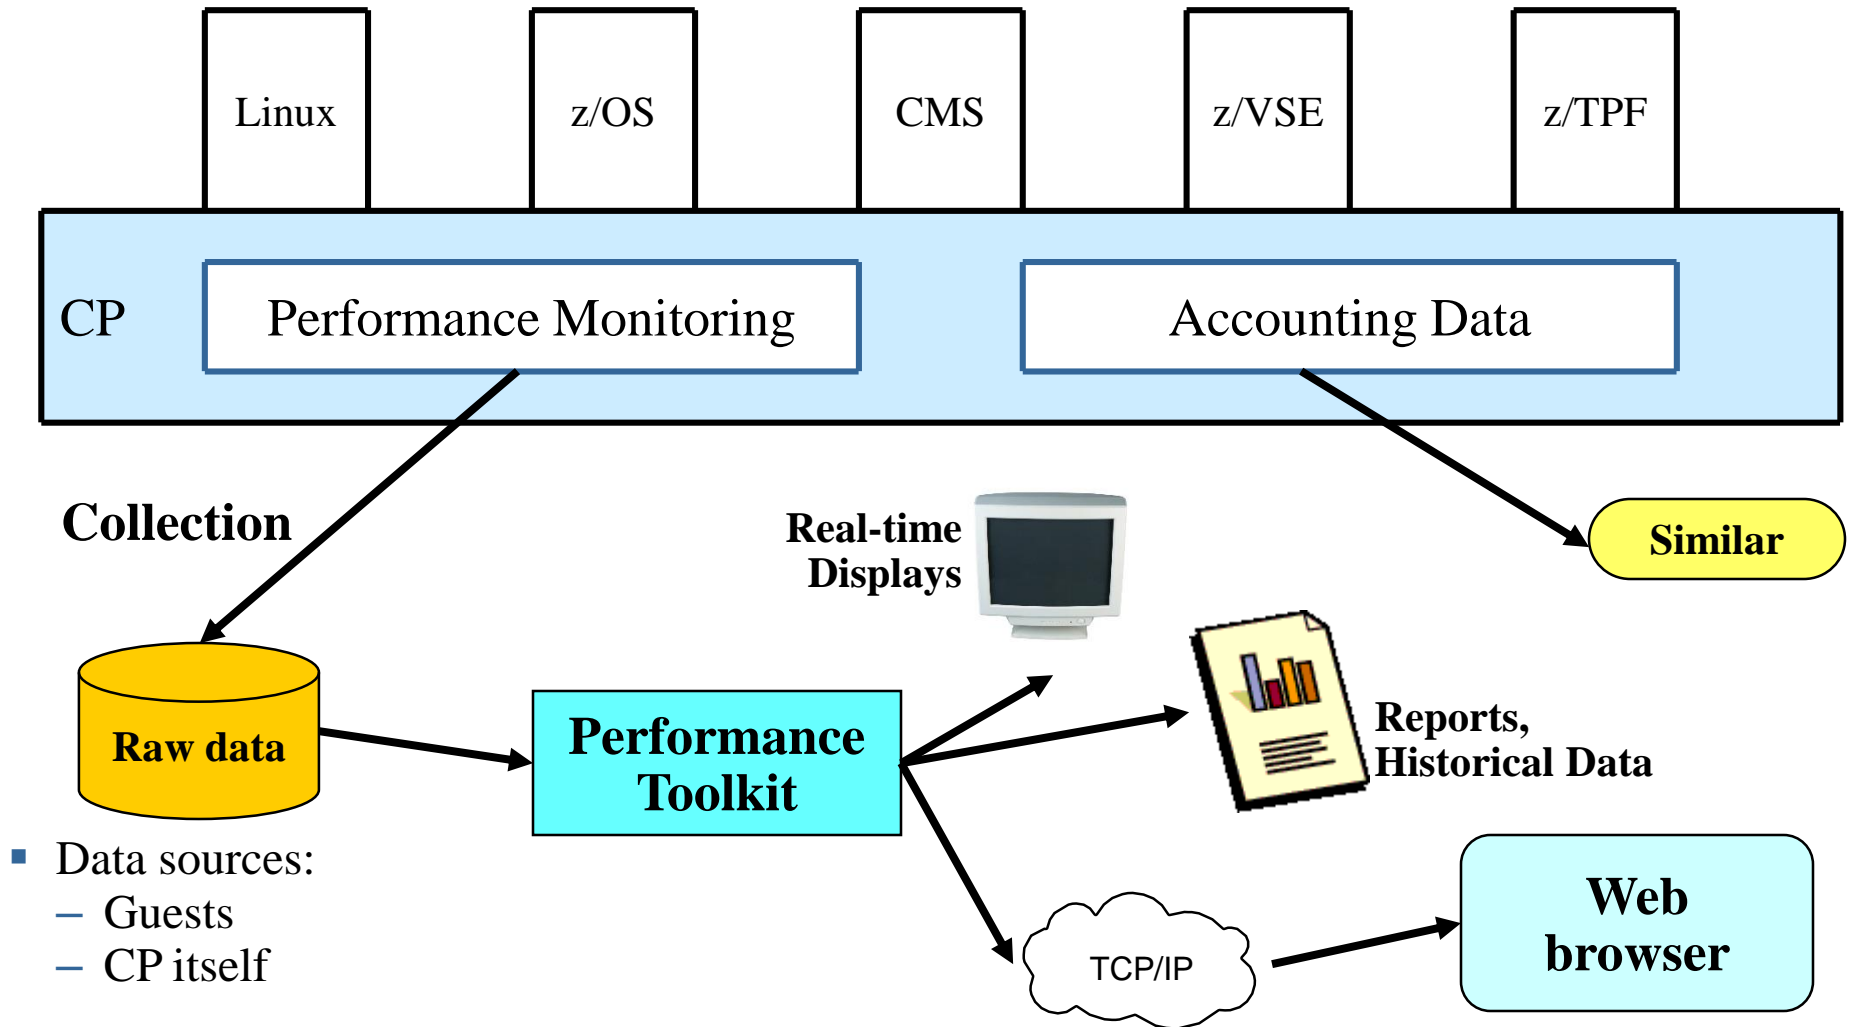 Linux
z/OS
CMS
z/VSE
z/TPF
CP
Performance Monitoring
Accounting Data
Collection
Real-time
Displays
Similar
Raw data
Performance
Toolkit
Reports,
Historical Data
Data sources:
– Guests
– CP itself
TCP/IP
Web
browser